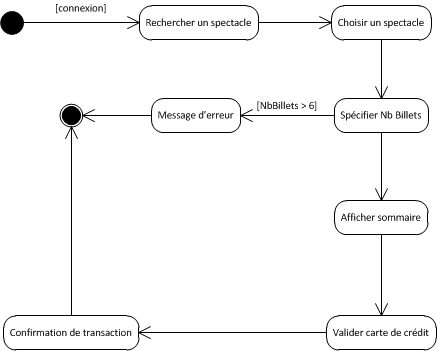 [connexion]
Rechercher un spectacle
Choisir un spectacle
Message d'erreur
[NbBillets > 6]
Spécifier Nb Billets
Afficher sommaire
Confirmation de transaction
Valider carte de crédit